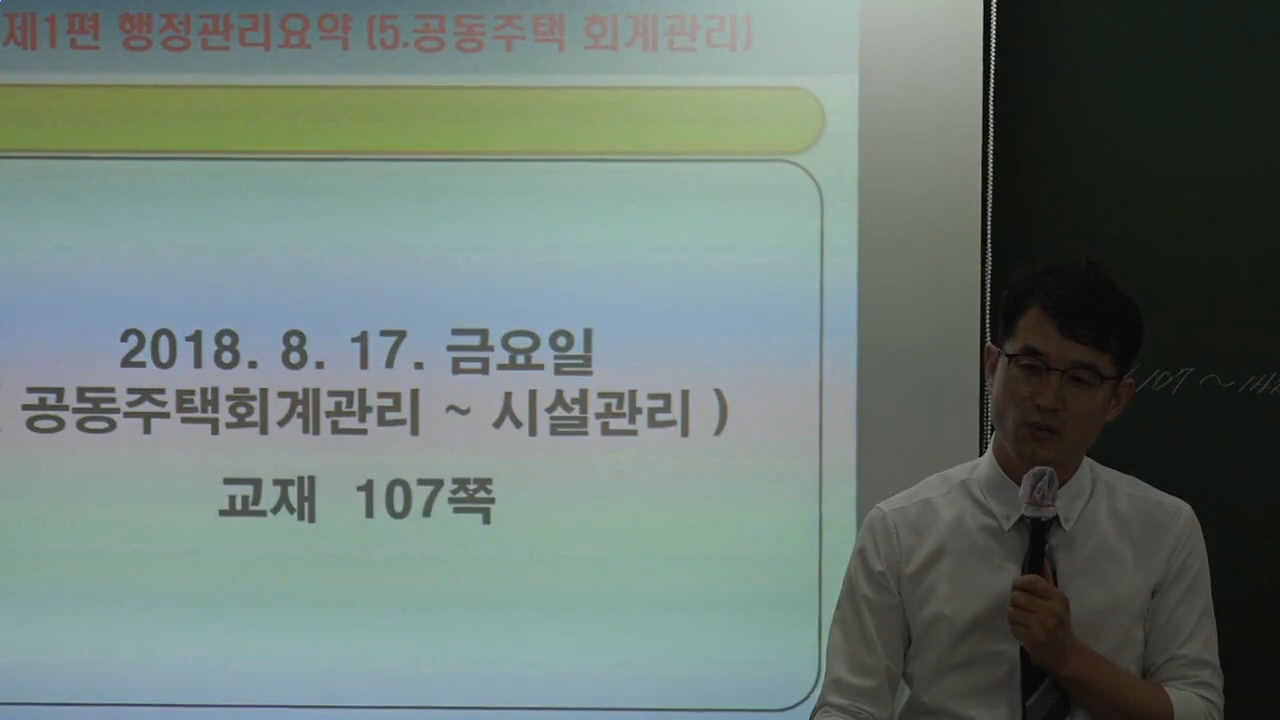 제1편 행정관리요약 (5.공동주택 회계관리)
2018. 8. 17. 금요일
( 공동주택회계관리 ~ 시설관리 )
교재 107쪽
107 ~